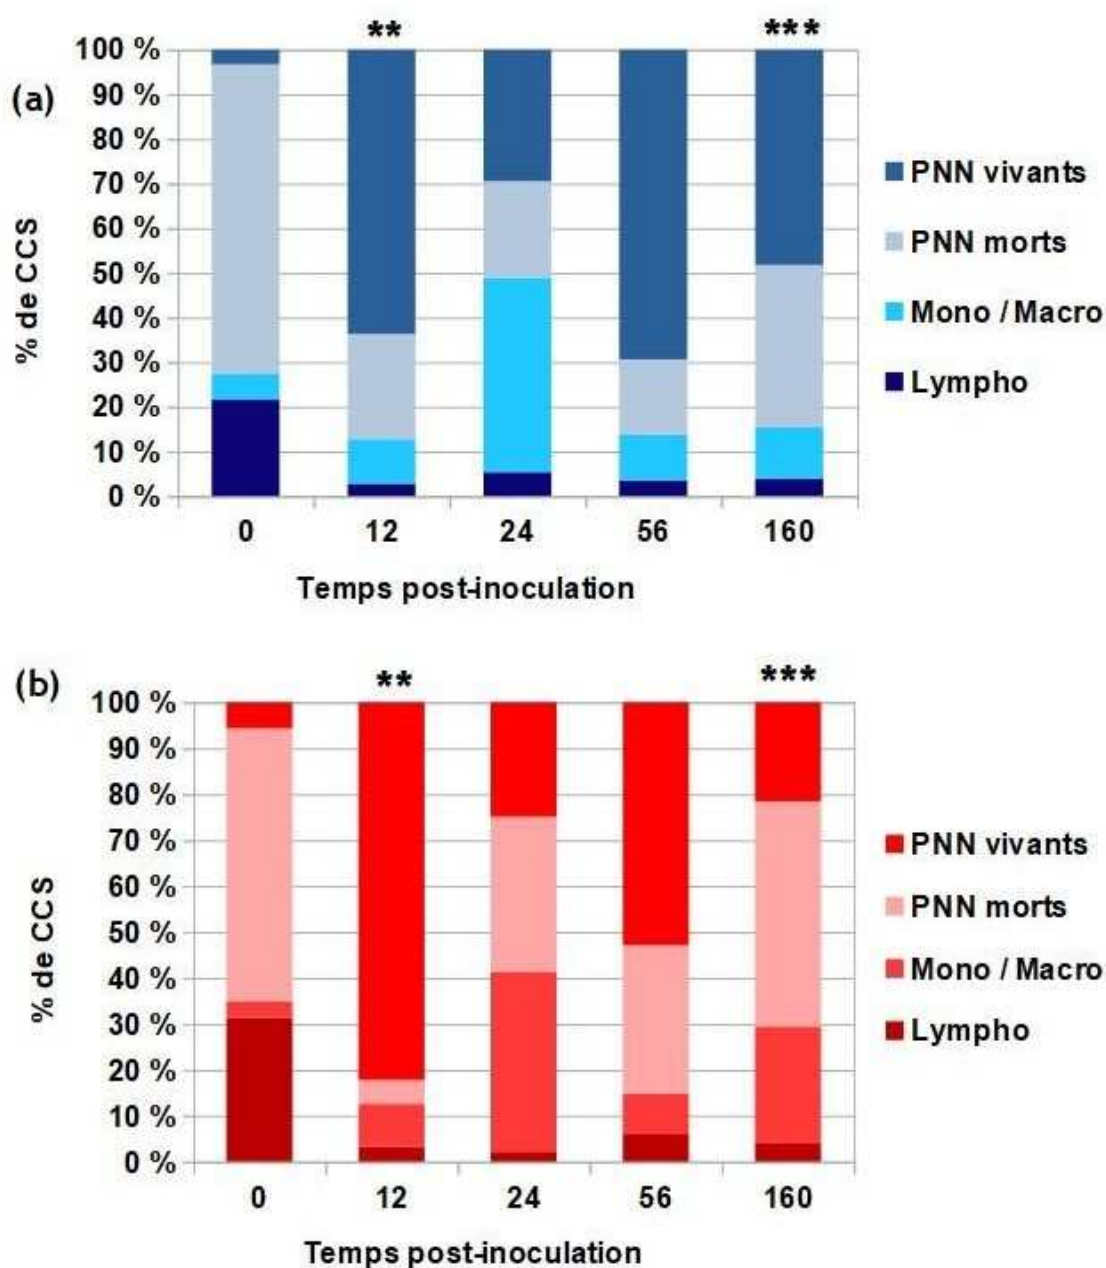 (a)
% de CCS
** ***
100 %
90 %
80 %
70 %
60 %
50 %
40 %
30 %
20 %
10 %
0 %
0 12 24 56 160
Temps post-inoculation
PNN vivants
PNN morts
Mono / Macro
Lympho
(b)
% de CCS
** ***
100 %
90 %
80 %
70 %
60 %
50 %
40 %
30 %
20 %
10 %
0 %
0 12 24 56 160
Temps post-inoculation
PNN vivants
PNN morts
Mono / Macro
Lympho